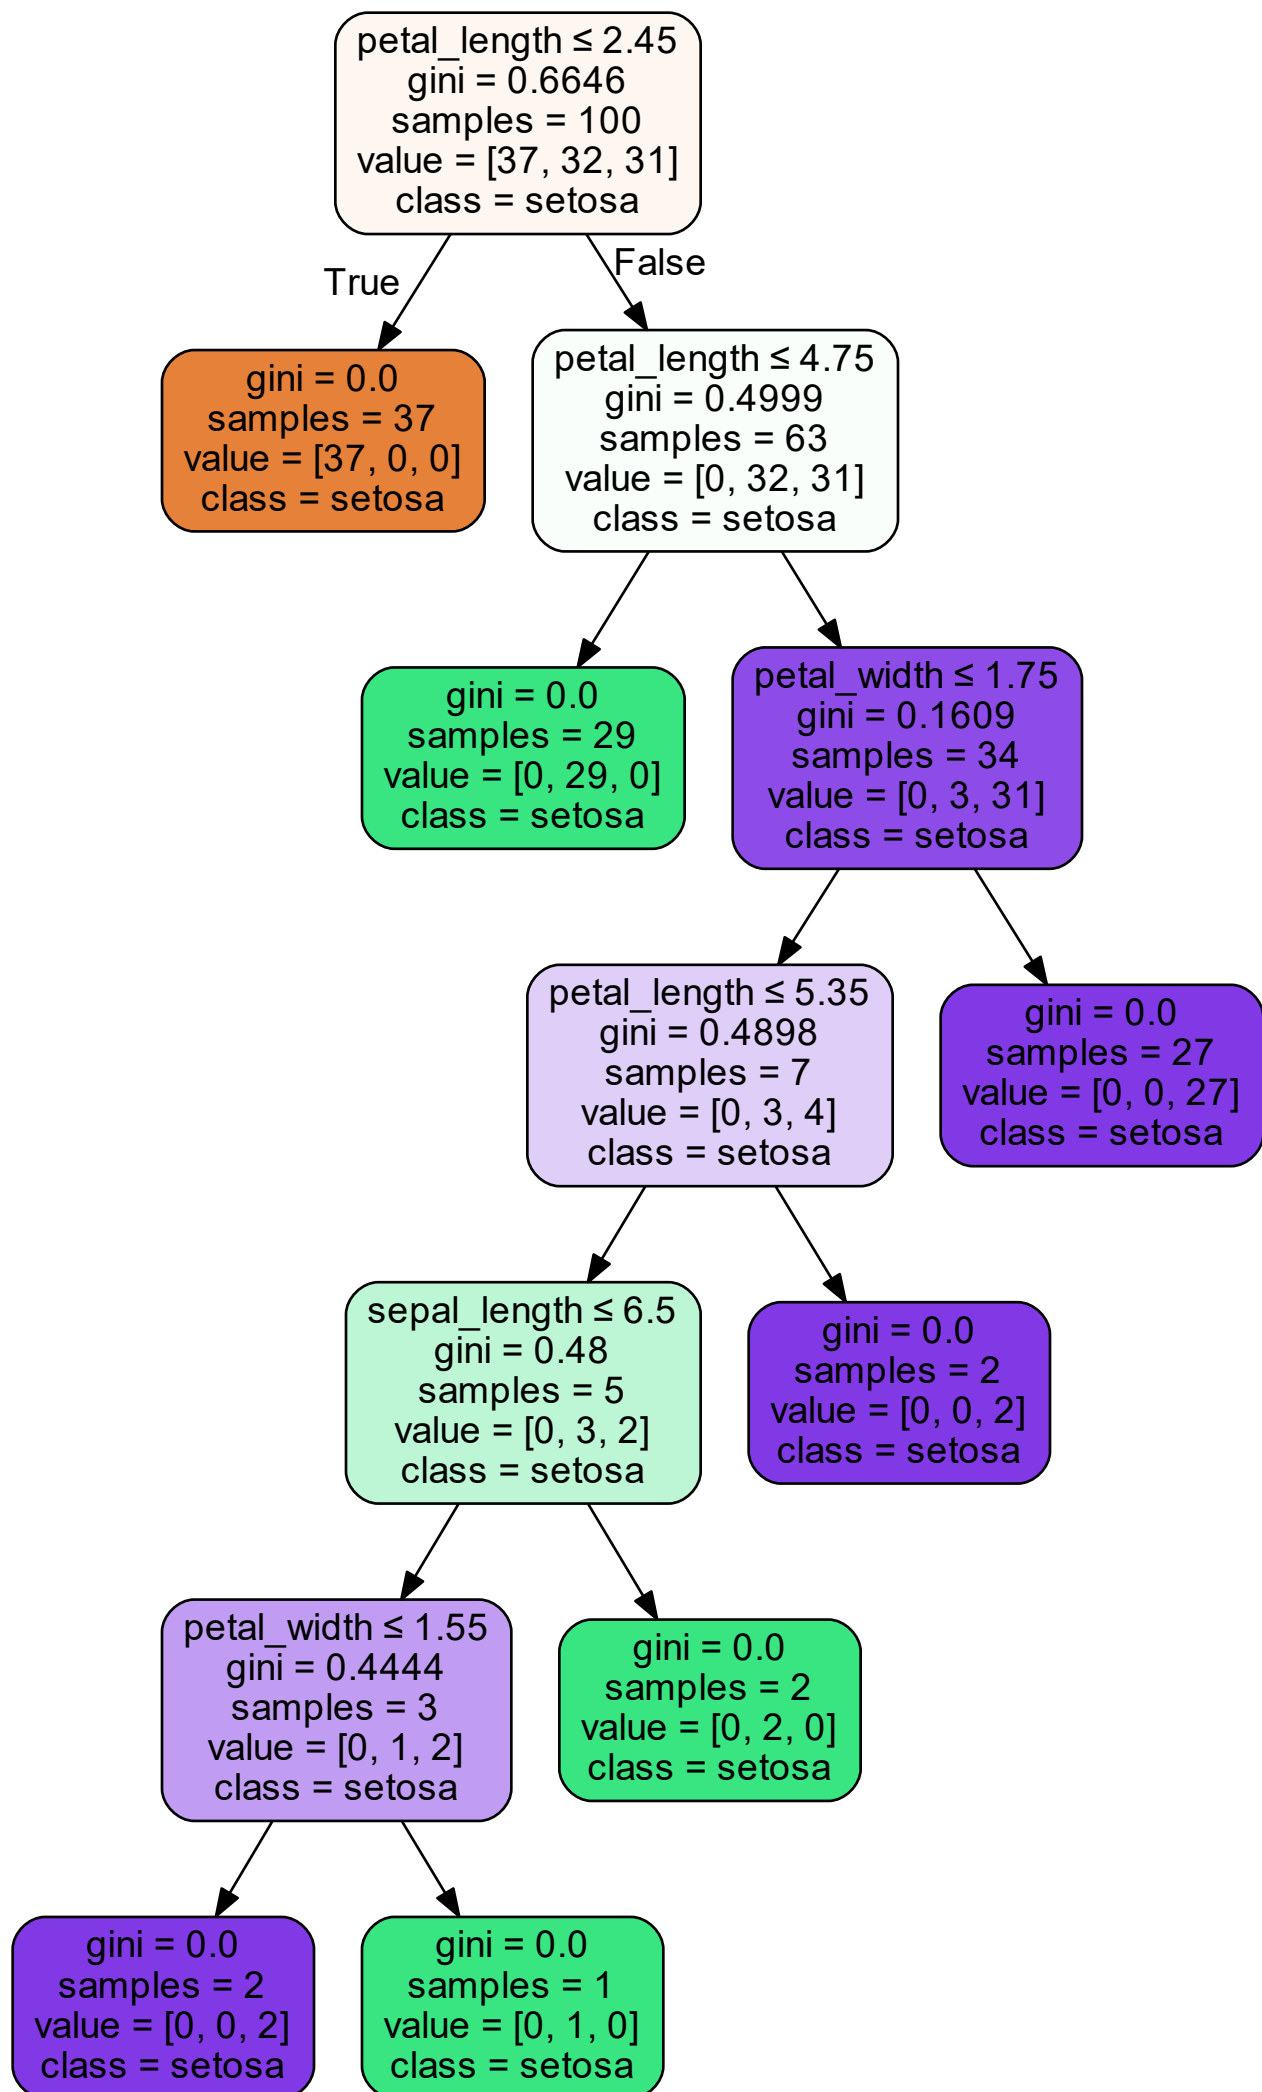 petal_length ≤ 2.45
gini = 0.6646
samples = 100
value = [37, 32, 31]
class = setosa
True
False
gini = 0.0
samples = 37
value = [37, 0, 0]
class = setosa
petal_length ≤ 4.75
gini = 0.4999
samples = 63
value = [0, 32, 31]
class = setosa
gini = 0.0
samples = 29
value = [0, 29, 0]
class = setosa
petal_width ≤ 1.75
gini = 0.1609
samples = 34
value = [0, 3, 31]
class = setosa
petal_length ≤ 5.35
gini = 0.4898
samples = 7
value = [0, 3, 4]
class = setosa
gini = 0.0
samples = 27
value = [0, 0, 27]
class = setosa
sepal_length ≤ 6.5
gini = 0.48
samples = 5
value = [0, 3, 2]
class = setosa
gini = 0.0
samples = 2
value = [0, 0, 2]
class = setosa
petal_width ≤ 1.55
gini = 0.4444
samples = 3
value = [0, 1, 2]
class = setosa
gini = 0.0
samples = 2
value = [0, 2, 0]
class = setosa
gini = 0.0
samples = 2
value = [0, 0, 2]
class = setosa
gini = 0.0
samples = 1
value = [0, 1, 0]
class = setosa